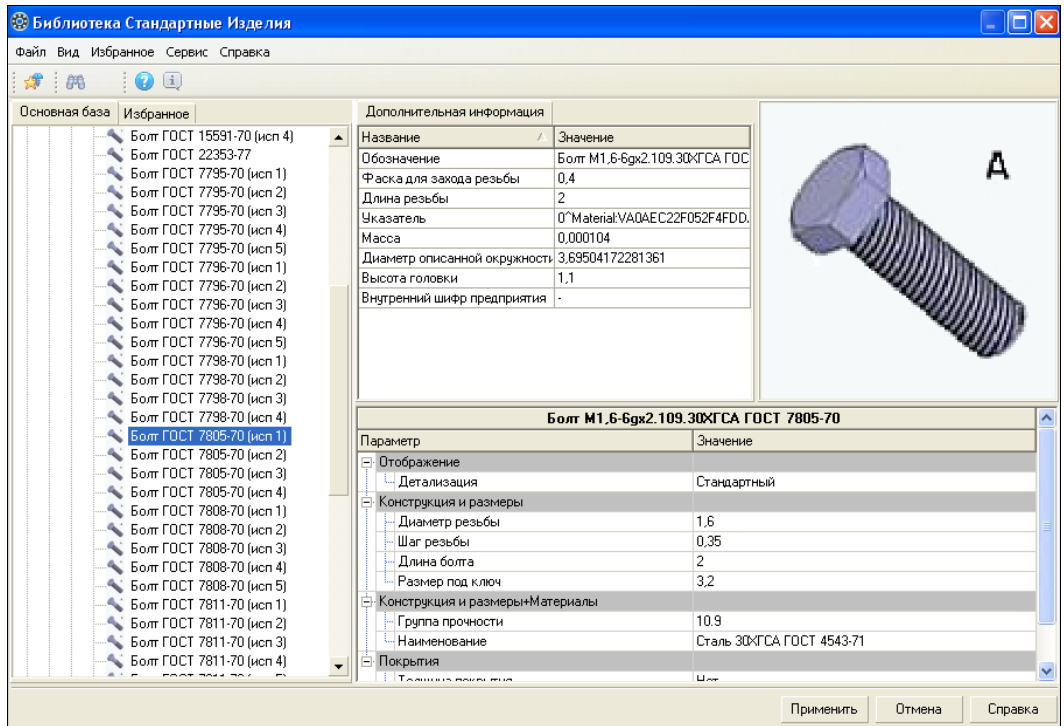 Библиотека Стандартные Изделия
Файл Вид Избранное Сервис Справка
Основная база Избранное
Болт ГОСТ 15591-70 (исп 4)
Болт ГОСТ 22353-77
Болт ГОСТ 7795-70 (исп 1)
Болт ГОСТ 7795-70 (исп 2)
Болт ГОСТ 7795-70 (исп 3)
Болт ГОСТ 7795-70 (исп 4)
Болт ГОСТ 7795-70 (исп 5)
Болт ГОСТ 7796-70 (исп 1)
Болт ГОСТ 7796-70 (исп 2)
Болт ГОСТ 7796-70 (исп 3)
Болт ГОСТ 7796-70 (исп 4)
Болт ГОСТ 7796-70 (исп 5)
Болт ГОСТ 7798-70 (исп 1)
Болт ГОСТ 7798-70 (исп 2)
Болт ГОСТ 7798-70 (исп 3)
Болт ГОСТ 7798-70 (исп 4)
Болт ГОСТ 7805-70 (исп 1)
Болт ГОСТ 7805-70 (исп 2)
Болт ГОСТ 7805-70 (исп 3)
Болт ГОСТ 7805-70 (исп 4)
Болт ГОСТ 7808-70 (исп 1)
Болт ГОСТ 7808-70 (исп 2)
Болт ГОСТ 7808-70 (исп 3)
Болт ГОСТ 7808-70 (исп 4)
Болт ГОСТ 7808-70 (исп 5)
Болт ГОСТ 7811-70 (исп 1)
Болт ГОСТ 7811-70 (исп 2)
Болт ГОСТ 7811-70 (исп 3)
Болт ГОСТ 7811-70 (исп 4)
Дополнительная информация
Название Значение
Обозначение Болт М1,6-6gx2.109.30ХГСА ГОС
Фаска для захода резьбы 0,4
Длина резьбы 2
Указатель 0^Material:VA0AEC22F052F4FDD.
Масса 0,000104
Диаметр описанной окружности 3,69504172281361
Высота головки 1,1
Внутренний шифр предприятия -
А
Болт М1,6-6gx2.109.30ХГСА ГОСТ 7805-70
Параметр Значение
Отображение
Детализация Стандартный
Конструкция и размеры
Диаметр резьбы 1,6
Шаг резьбы 0,35
Длина болта 2
Размер под ключ 3,2
Конструкция и размеры+Материалы
Группа прочности 10.9
Наименование Сталь 30ХГСА ГОСТ 4543-71
Покрытия
Толщина покрытия Нет
Применить Отмена Справка